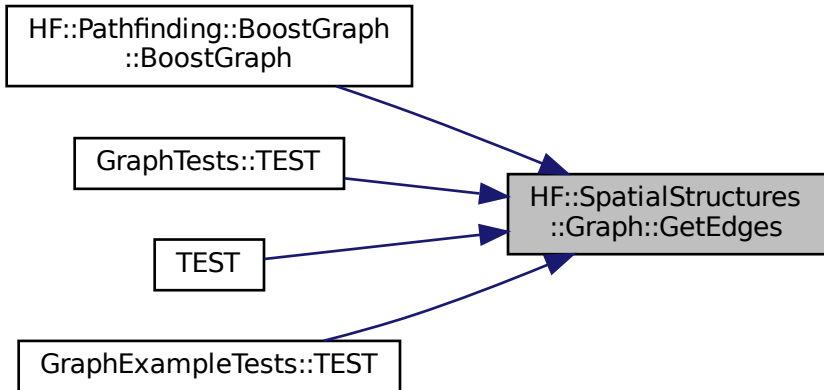 HF::Pathfinding::BoostGraph
::BoostGraph
GraphTests::TEST
HF::SpatialStructures
::Graph::GetEdges
TEST
GraphExampleTests::TEST